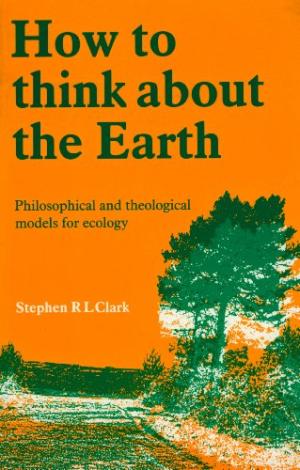 How to
think about
the Earth
Philosophical and theological
models for ecology
Stephen R L Clark